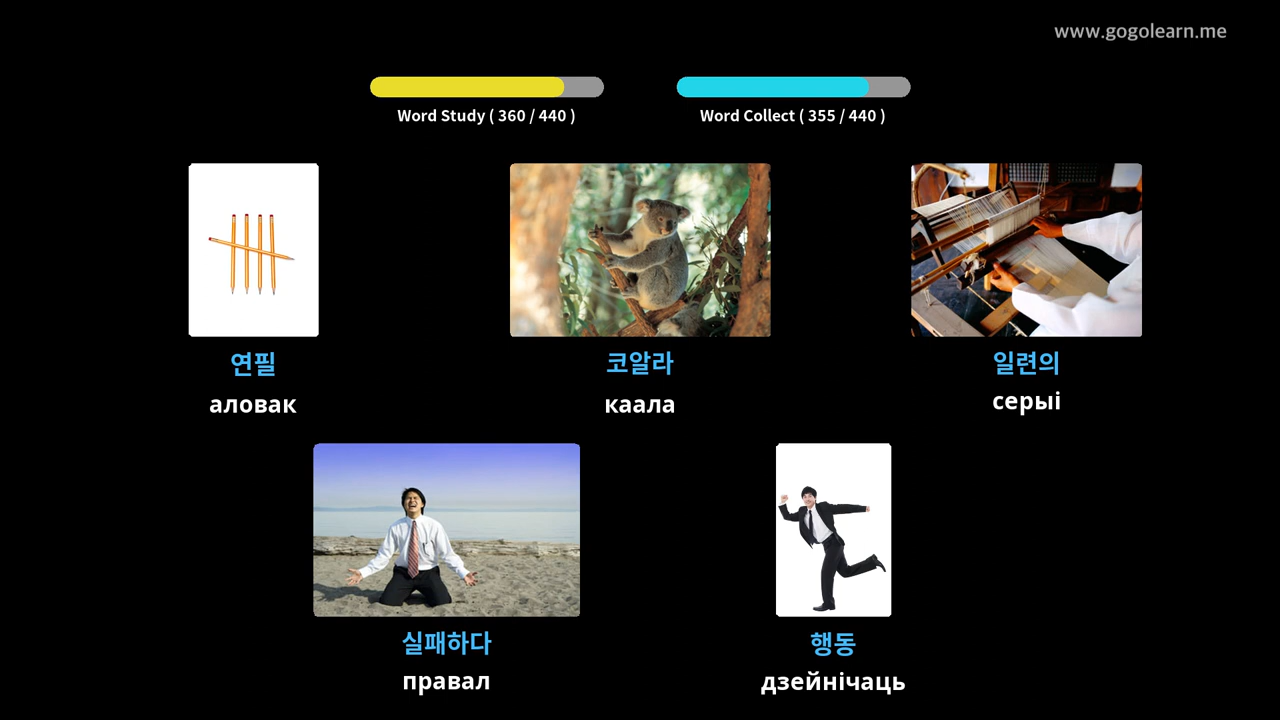 www.gogolearn.me
Word Study ( 360 / 440 )
Word Collect ( 355 / 440 )
연필
аловак
코알라
каала
일련의
серыі
실패하다
правал
행동
дзейнічаць